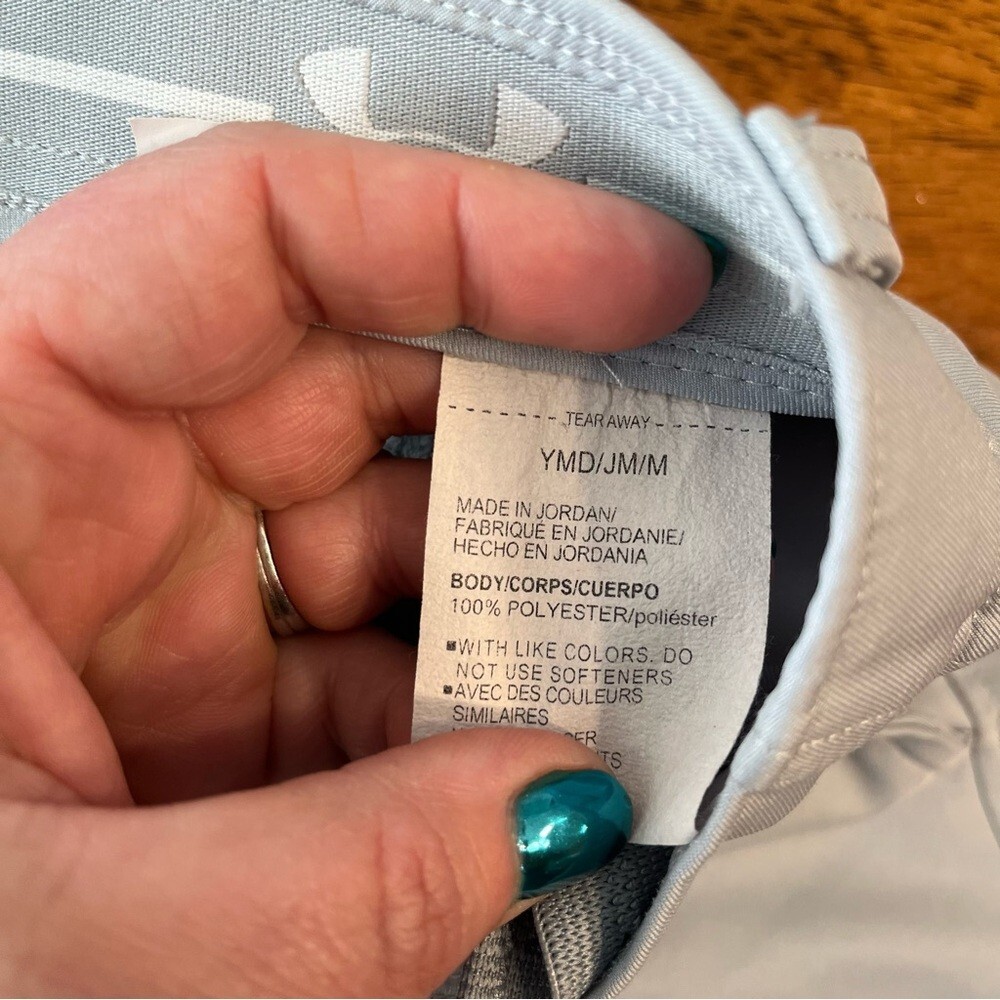 TEAR AWAY
YMD/JM/M
MADE IN JORDAN/
FABRIQUÉ EN JORDANIE/
HECHO EN JORDANIA
BODY/CORPS/CUERPO
100% POLYESTER/poliéster
▪WITH LIKE COLORS. DO
NOT USE SOFTENERS
▪AVEC DES COULEURS
SIMILAIRES